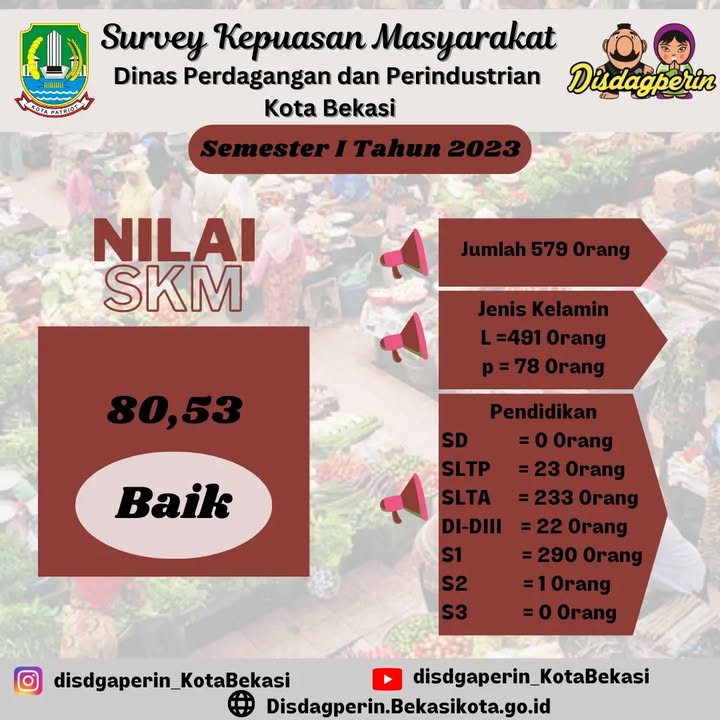 Survey Kepuasan Masyarakat
Dinas Perdagangan dan Perindustrian
Kota Bekasi
KOTA PATRIOT
Disdagperin
Semester I Tahun 2023
NILAI
SKM
80,53
Baik
Jumlah 579 Orang
Jenis Kelamin
L =491 Orang
p = 78 Orang
Pendidikan
SD = 0 Orang
SLTP = 23 Orang
SLTA = 233 Orang
DI-DIII = 22 Orang
S1 = 290 Orang
S2 = 1 Orang
S3 = 0 Orang
disdgaperin_KotaBekasi
disdgaperin_KotaBekasi
Disdagperin.Bekasikota.go.id